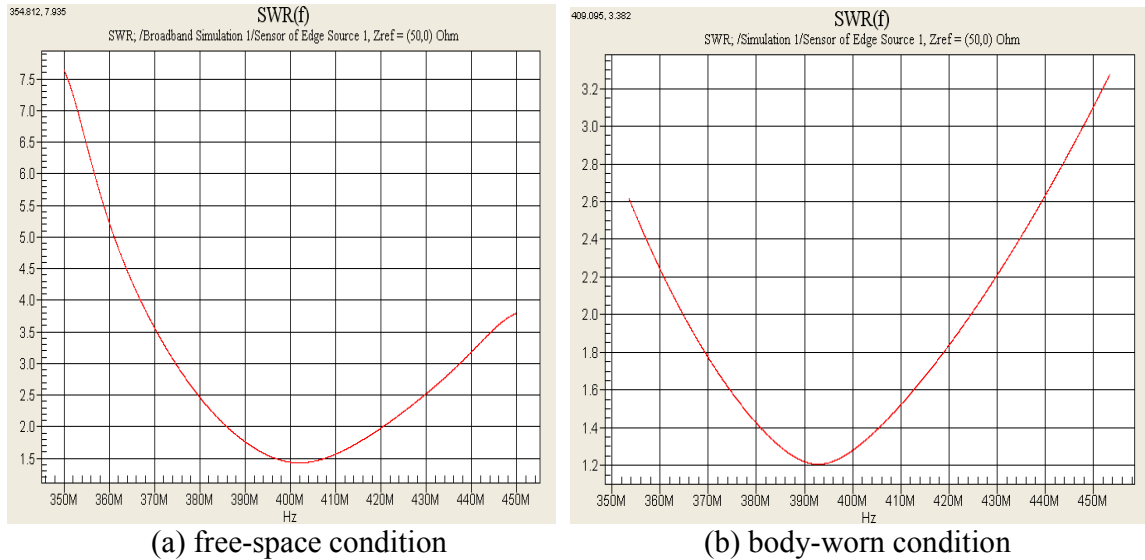 354.812, 7.935
SWR(f)
SWR; /Broadband Simulation 1/Sensor of Edge Source 1, Zref = (50,0) Ohm
7.5
7.0
6.5
6.0
5.5
5.0
4.5
4.0
3.5
3.0
2.5
2.0
1.5
350M 360M 370M 380M 390M 400M 410M 420M 430M 440M 450M
Hz
(a) free-space condition
409.095, 3.382
SWR(f)
SWR; /Simulation 1/Sensor of Edge Source 1, Zref = (50,0) Ohm
3.2
3.0
2.8
2.6
2.4
2.2
2.0
1.8
1.6
1.4
1.2
350M 360M 370M 380M 390M 400M 410M 420M 430M 440M 450M
Hz
(b) body-worn condition